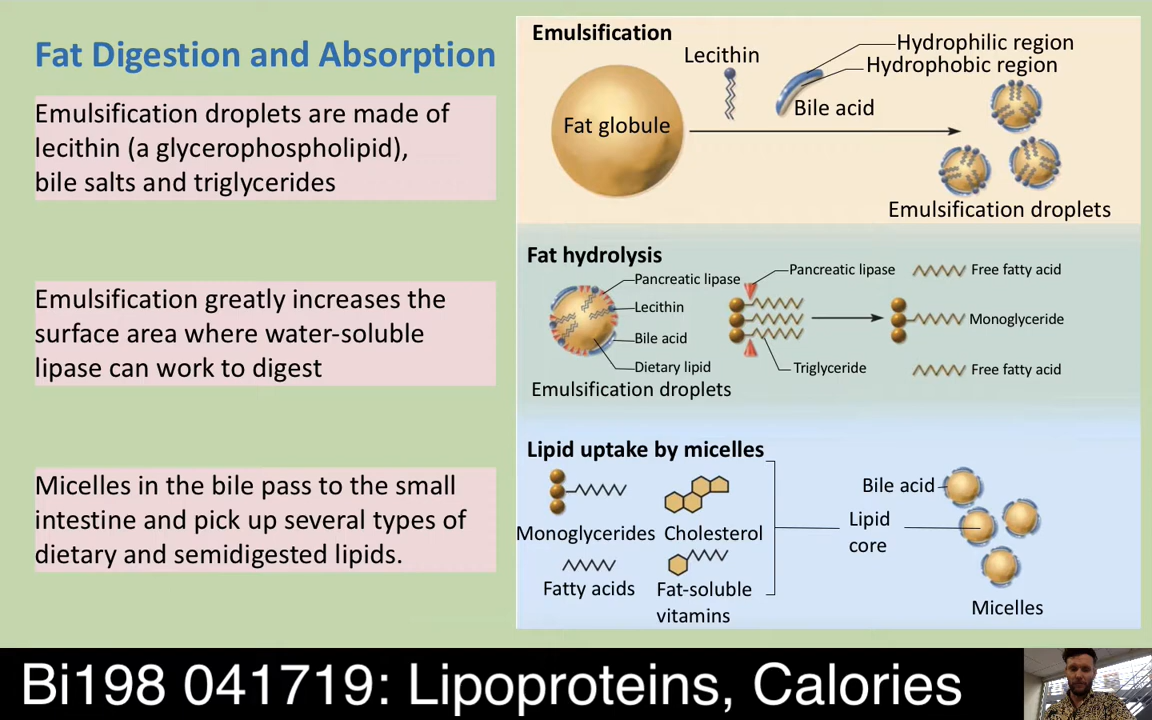 Fat Digestion and Absorption
Emulsification droplets are made of
lecithin (a glycerophospholipid),
bile salts and triglycerides
Emulsification greatly increases the
surface area where water-soluble
lipase can work to digest
Micelles in the bile pass to the small
intestine and pick up several types of
dietary and semidigested lipids.
Emulsification
Lecithin
Hydrophilic region
Hydrophobic region
Bile acid
Fat globule
Emulsification droplets
Fat hydrolysis
Pancreatic lipase
Lecithin
Bile acid
Dietary lipid
Emulsification droplets
Pancreatic lipase
Triglyceride
Free fatty acid
Monoglyceride
Free fatty acid
Lipid uptake by micelles
Monoglycerides
Cholesterol
Fatty acids
Fat-soluble
vitamins
Bile acid
Lipid
core
Micelles
Bi198 041719: Lipoproteins, Calories